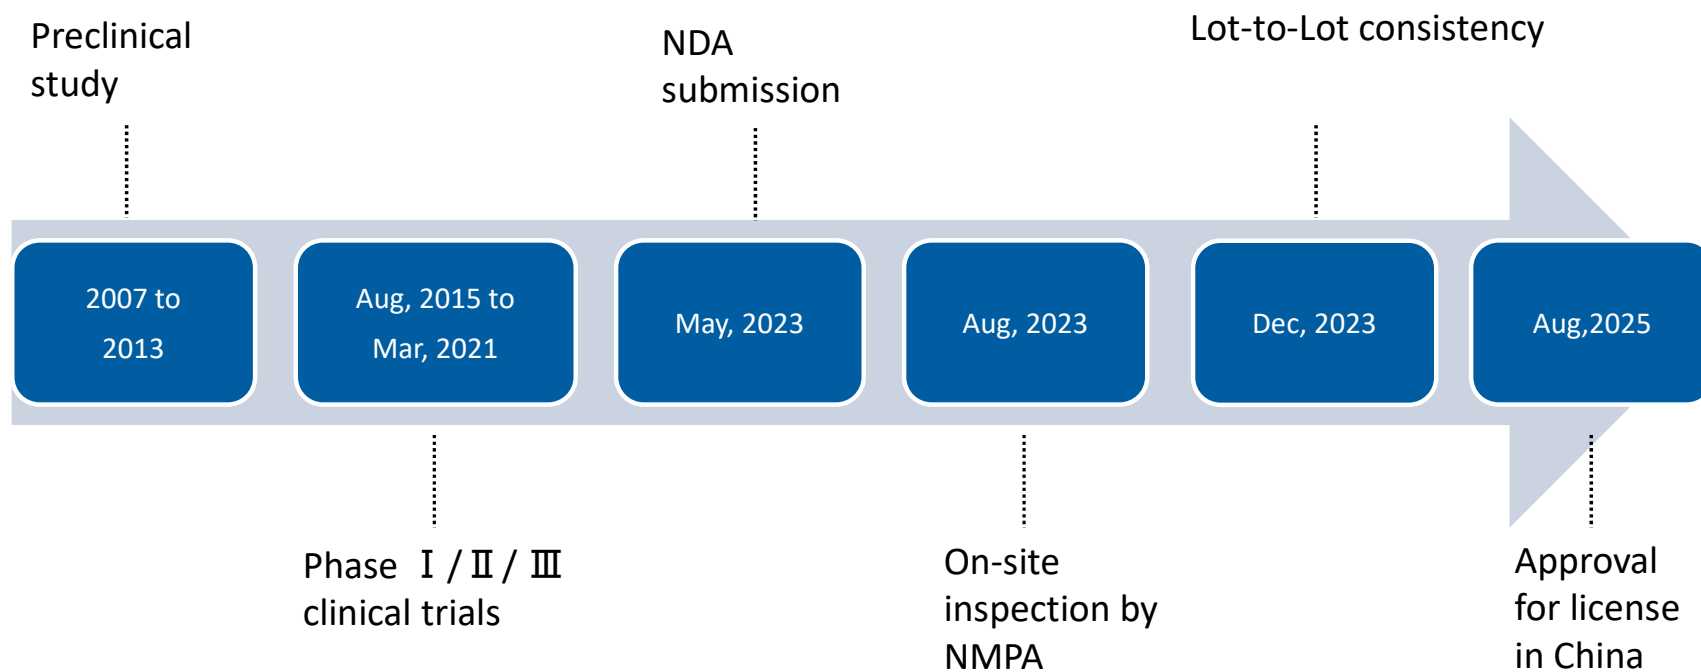 Preclinical
study
NDA
submission
Lot-to-Lot consistency
2007 to
2013
Aug, 2015 to
Mar, 2021
May, 2023
Aug, 2023
Dec, 2023
Aug,2025
Phase Ⅰ / Ⅱ / Ⅲ
clinical trials
On-site
inspection by
NMPA
Approval
for license
in China